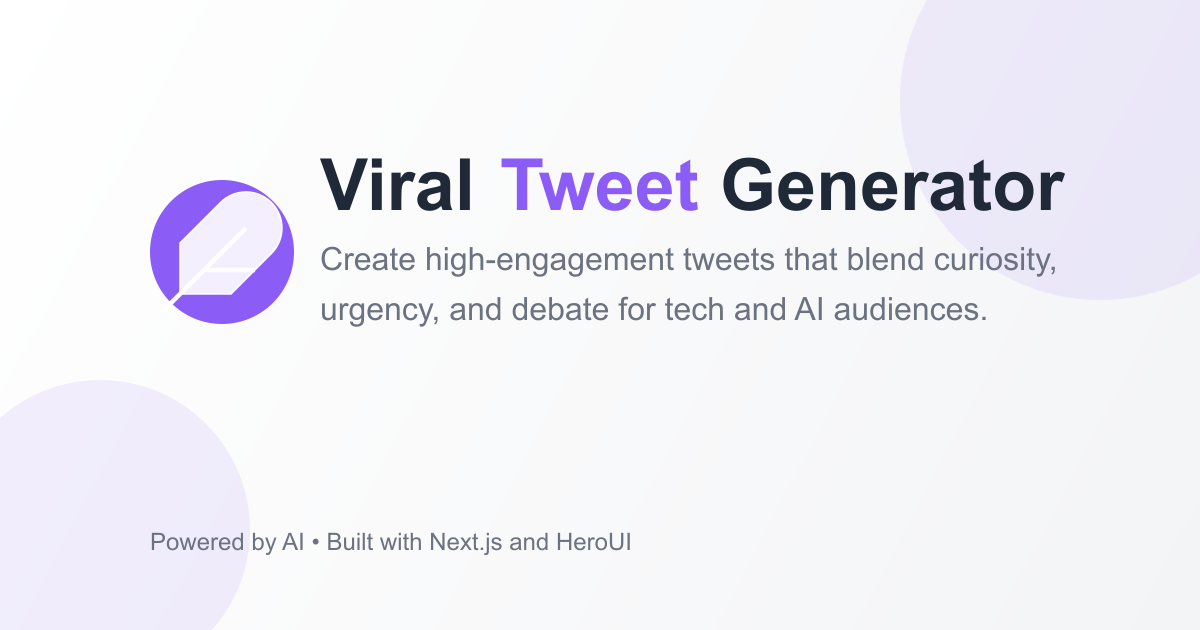 Viral Tweet Generator
Create high-engagement tweets that blend curiosity,
urgency, and debate for tech and AI audiences.
Powered by AI • Built with Next.js and HeroUI